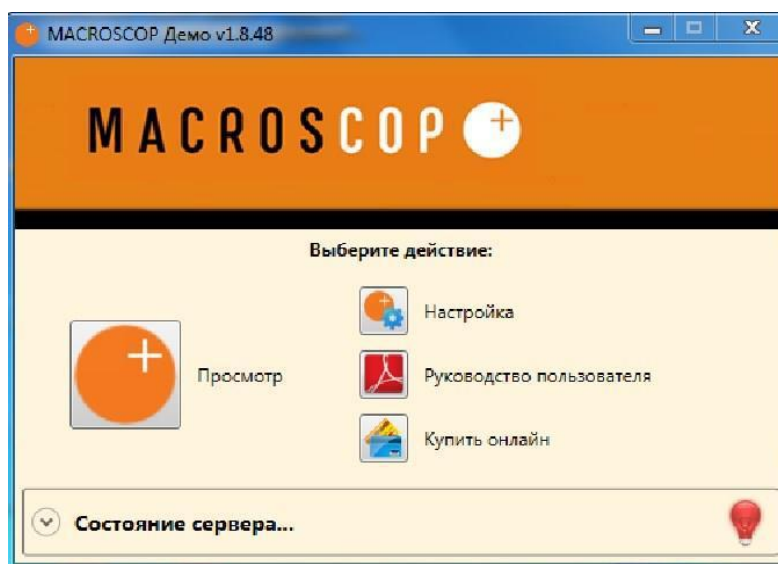 MACROSCOP Демо v1.8.48
MACROSCOP
Выберите действие:
Настройка
Просмотр
Руководство пользователя
Купить онлайн
Состояние сервера...